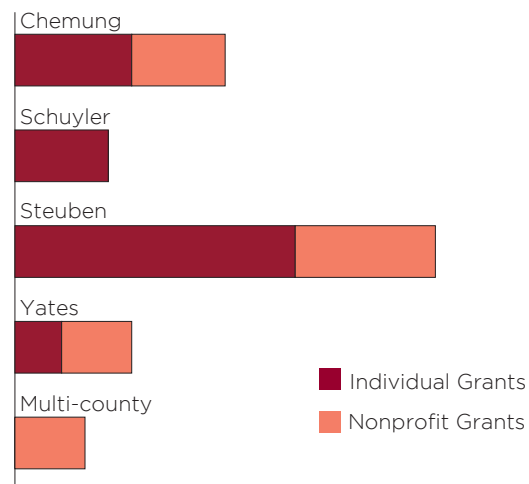 Chemung
Schuyler
Steuben
Yates
Multi-county
Individual Grants
Nonprofit Grants